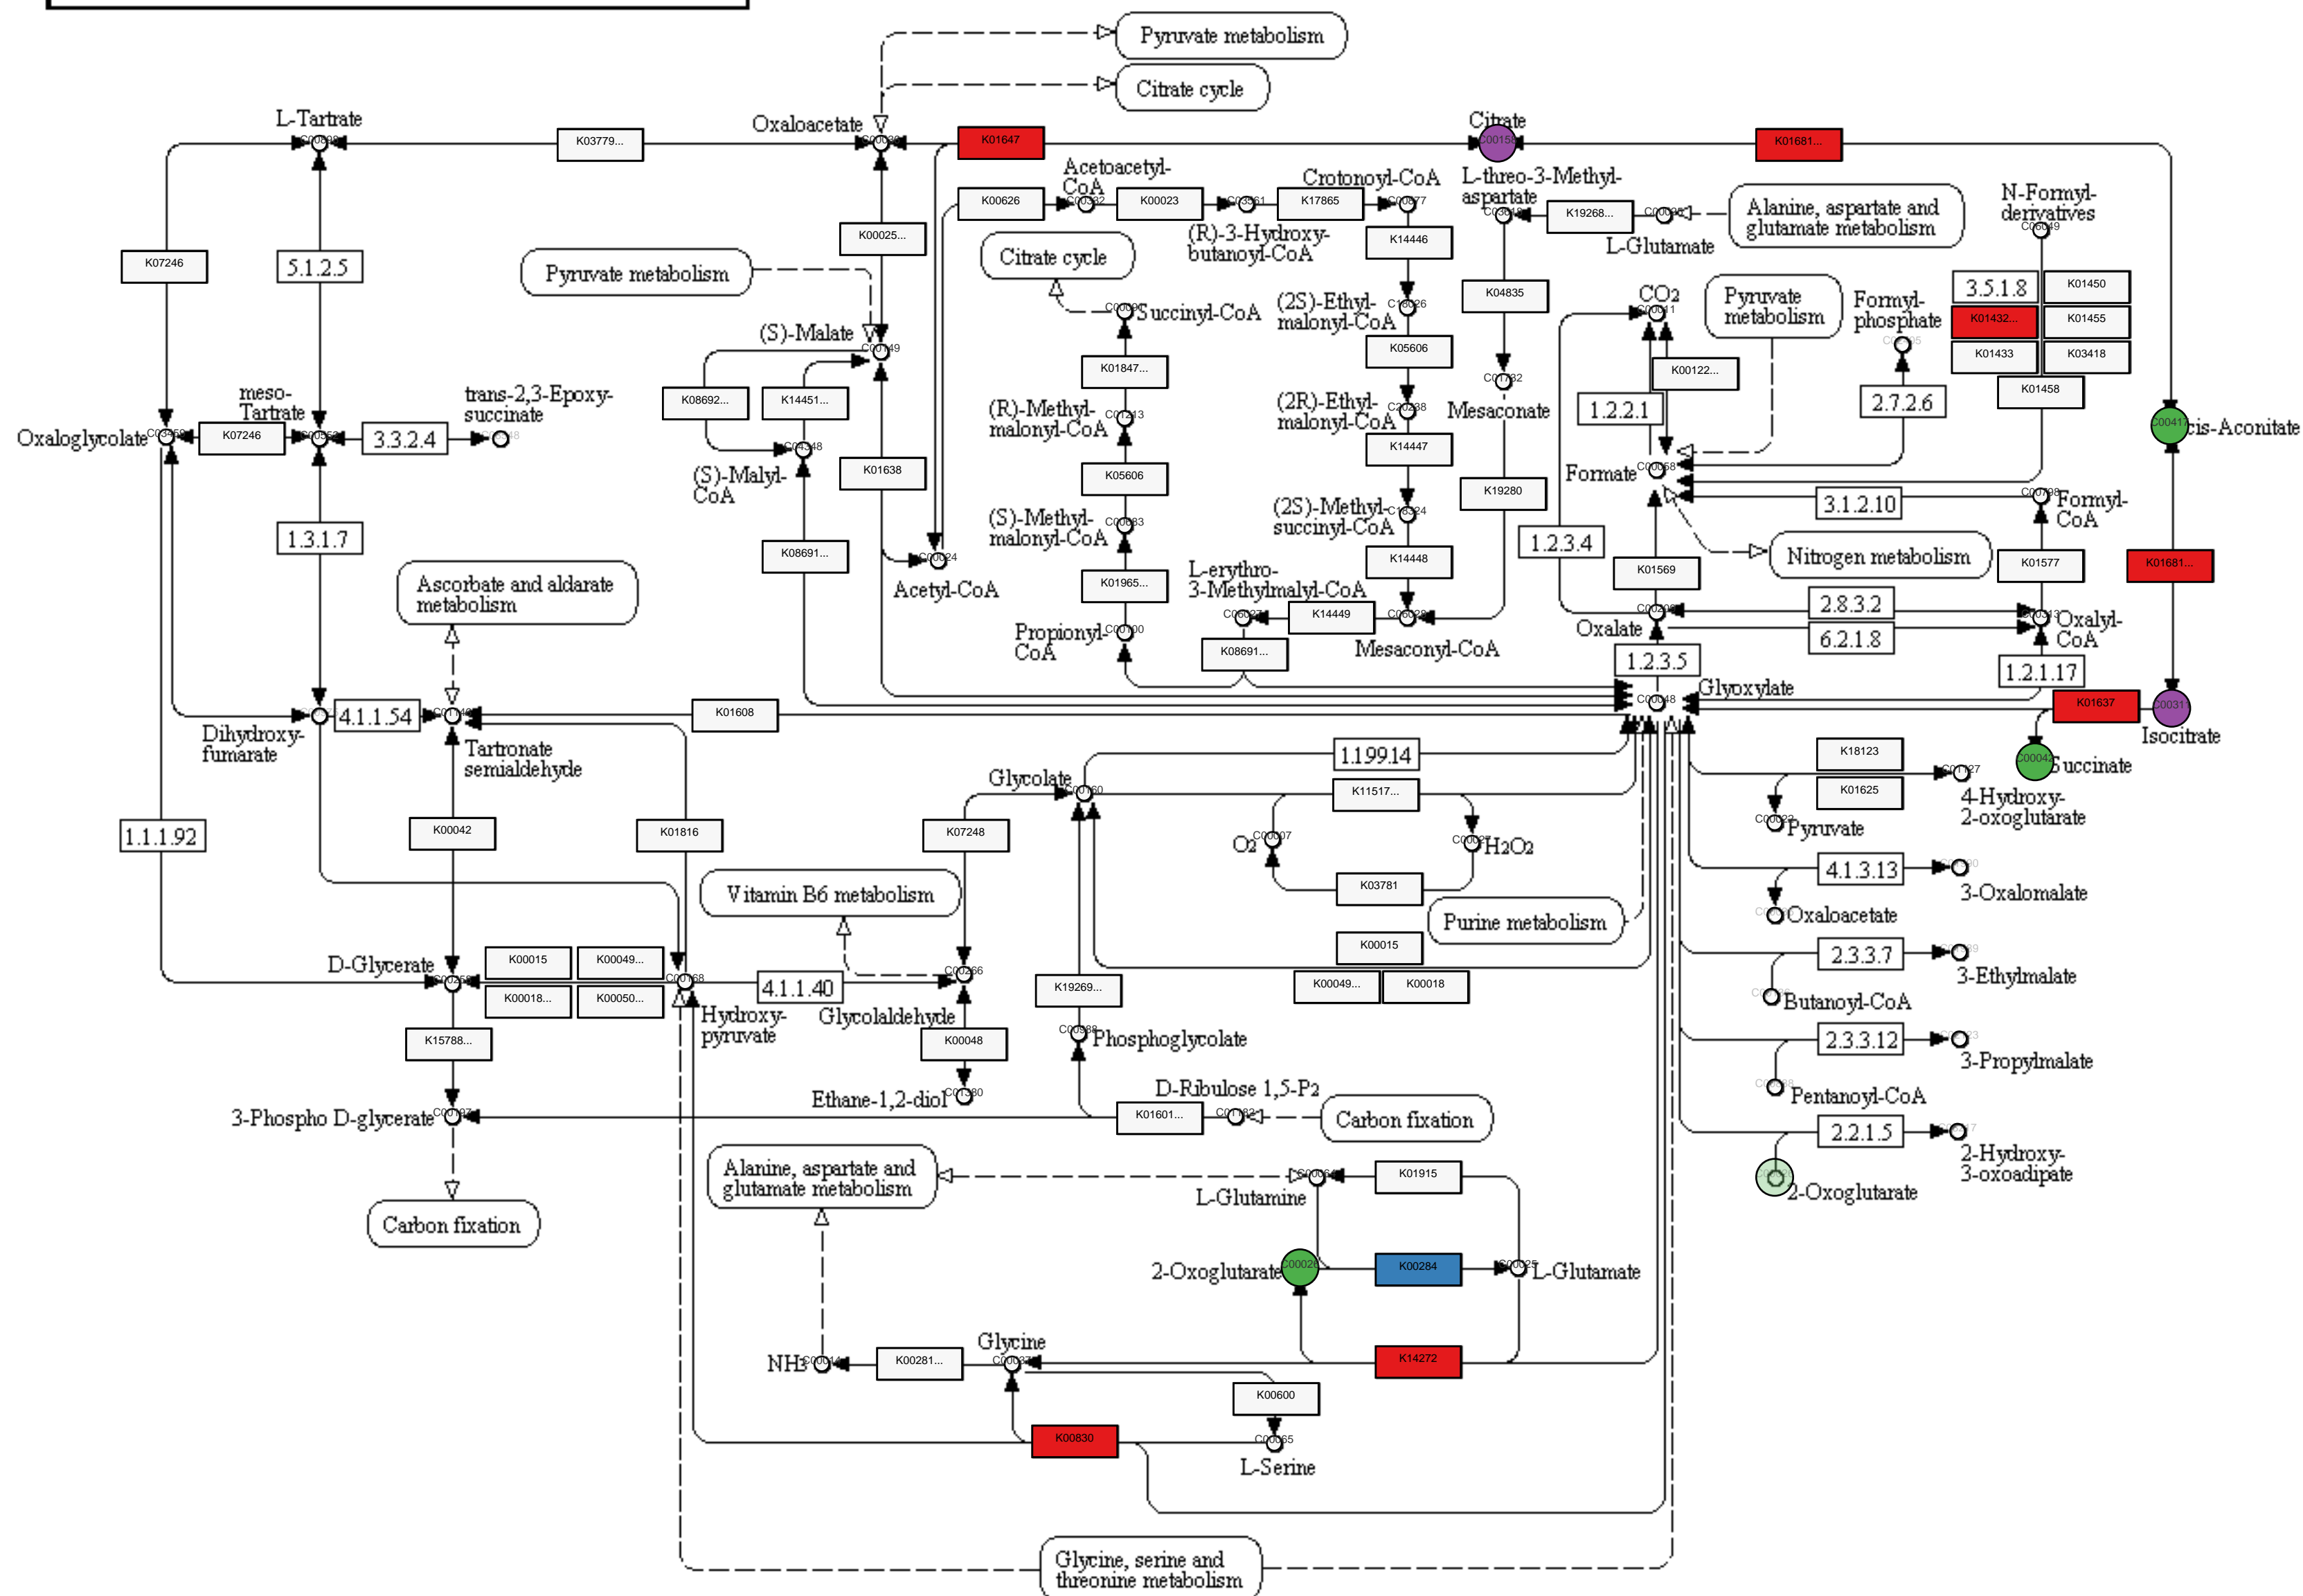 Pyruvate metabolism
Citrate cycle
L-Tartrate
Oxaloacetate
Citrate
K03779...
K01647
K01681...
Acetoacetyl-
CoA
Crotonoyl-CoA
L-threo-3-Methyl-
aspartate
N-Formyl-
derivatives
K00626
K00023
K17865
K19268...
L-Glutamate
Alanine, aspartate and
glutamate metabolism
(R)-3-Hydroxy-
butanoyl-CoA
K00025...
K14446
K07246
5.1.2.5
Pyruvate metabolism
Citrate cycle
K04835
CO2
Pyruvate
metabolism
Formyl-
phosphate
3.5.1.8
K01450
K01432...
K01455
K01433
K03418
K01458
Succinyl-CoA
(2S)-Ethyl-
malonyl-CoA
(S)-Malate
C00149
K05606
K01847...
K00122...
K08692...
K14451...
1.2.2.1
2.7.2.6
meso-
Tartrate
trans-2,3-Epoxy-
succinate
(R)-Methyl-
malonyl-CoA
(2R)-Ethyl-
malonyl-CoA
Mesaconate
Oxaloglycolate
K07246
3.3.2.4
cis-Aconitate
K14447
K01638
K05606
(S)-Malyl-
CoA
Formate
K19280
3.1.2.10
Formyl-
CoA
(S)-Methyl-
malonyl-CoA
(2S)-Methyl-
succinyl-CoA
1.3.1.7
1.2.3.4
Nitrogen metabolism
K08691...
K14448
K01577
K01681...
K01569
Ascorbate and aldarate
metabolism
Acetyl-CoA
K01965...
L-erythro-
3-Methylmalyl-CoA
K14449
2.8.3.2
Oxalate
6.2.1.8
Oxalyl-
CoA
Propionyl-
CoA
C00100
Mesaconyl-CoA
K08691...
1.2.3.5
1.2.1.17
Glyoxylate
C00048
K01637
C00311
Isocitrate
4.1.1.54
K01608
Dihydroxy-
fumarate
Tartronate
semialdehyde
1.1.99.14
K18123
C00042
Succinate
Glycolate
K11517...
K01625
4-Hydroxy-
2-oxoglutarate
Pyruvate
1.1.1.92
K00042
K01816
K07248
O2
C00007
H2O2
4.1.3.13
3-Oxalomalate
Vitamin B6 metabolism
K03781
Purine metabolism
Oxaloacetate
K00015
D-Glycerate
K00015
K00049...
2.3.3.7
3-Ethylmalate
K00018...
K00050...
4.1.1.40
C00266
K19269...
K00049...
K00018
Butanoyl-CoA
Hydroxy-
pyruvate
Glycolaldehyde
K15788...
K00048
Phosphoglycolate
2.3.3.12
3-Propylmalate
Ethane-1,2-diol
D-Ribulose 1,5-P2
Pentanoyl-CoA
3-Phospho D-glycerate
K01601...
Carbon fixation
2.2.1.5
2-Hydroxy-
3-oxoadipate
Alanine, aspartate and
glutamate metabolism
L-Glutamine
K01915
2-Oxoglutarate
Carbon fixation
2-Oxoglutarate
C00026
K00284
C00025
L-Glutamate
Glycine
NH3
K00281...
C00037
K14272
K00600
K00830
C00065
L-Serine
Glycine, serine and
threonine metabolism